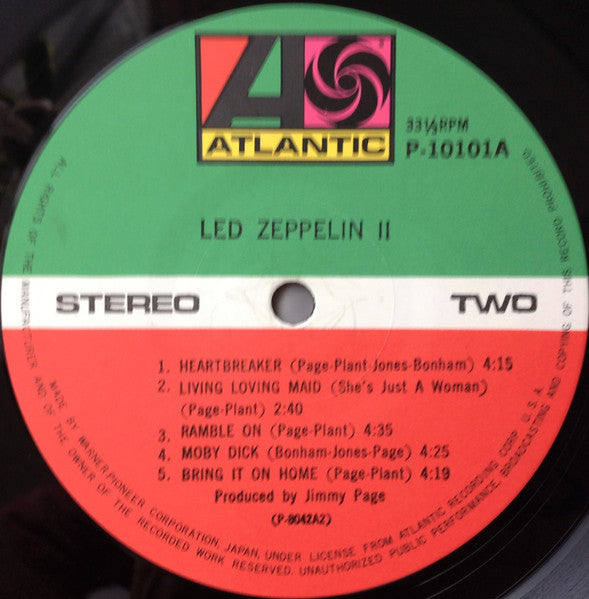 ATLANTIC
33⅓RPM
P-10101A
LED ZEPPELIN II
STEREO
TWO
1. HEARTBREAKER (Page-Plant-Jones-Bonham) 4:15
2. LIVING LOVING MAID (She's Just A Woman)
(Page-Plant) 2:40
3. RAMBLE ON (Page-Plant) 4:35
4. MOBY DICK (Bonham-Jones-Page) 4:25
5. BRING IT ON HOME (Page-Plant) 4:19
Produced by Jimmy Page
(P-8042A2)
MADE BY WARNER-PIONEER CORPORATION, JAPAN, UNDER LICENSE FROM ATLANTIC RECORDING CORP. U.S.A.
ALL RIGHTS OF THE MANUFACTURER AND OF THE OWNER OF THE RECORDED WORK RESERVED. UNAUTHORIZED PUBLIC PERFORMANCE, BROADCASTING AND COPYING OF THIS RECORD PROHIBITED.